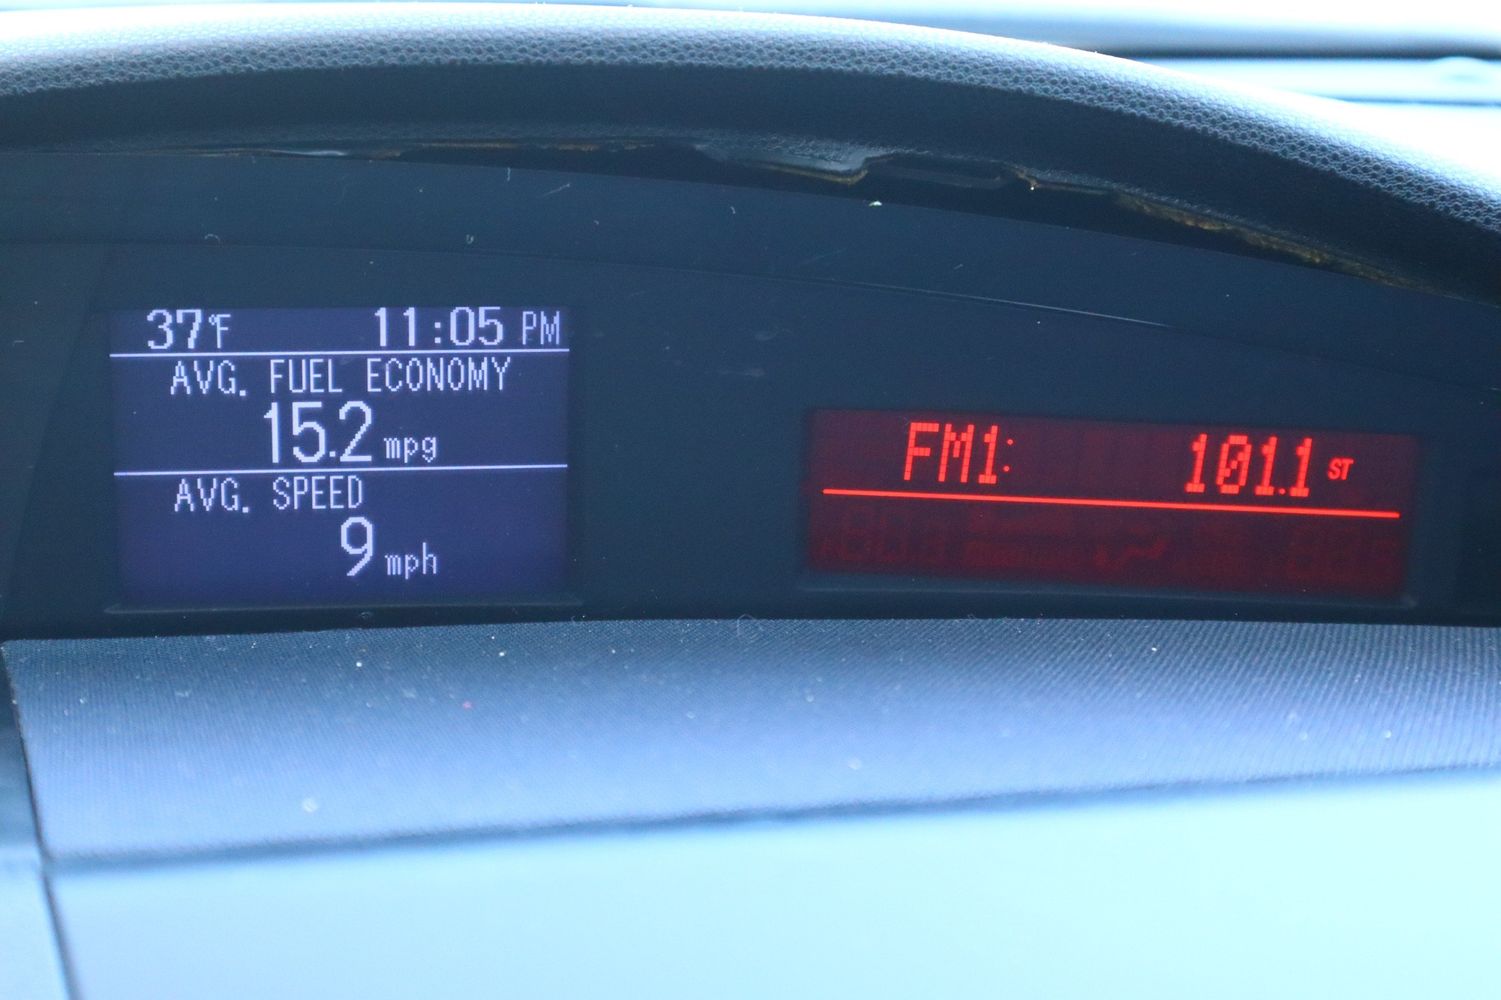 37°F 11:05 PM
AVG. FUEL ECONOMY
15.2 mpg
AVG. SPEED
9 mph
FM1: 101.1 ST